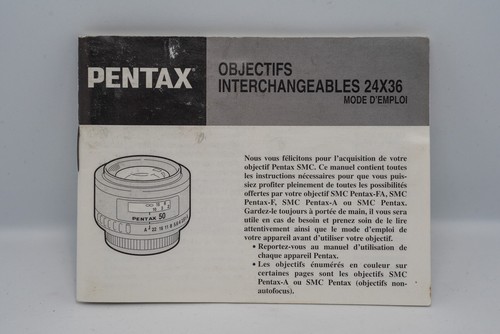 PENTAX
OBJECTIFS
INTERCHANGEABLES 24X36
MODE D'EMPLOI
Nous vous félicitons pour l'acquisition de votre
objectif Pentax SMC. Ce manuel contient toutes
les instructions nécessaires pour que vous puis-
siez profiter pleinement de toutes les possibilités
offertes par votre objectif SMC Pentax-FA, SMC
Pentax-F, SMC Pentax-A ou SMC Pentax.
Gardez-le toujours à portée de main, il vous sera
utile en cas de besoin et prenez soin de le lire
attentivement ainsi que le mode d'emploi de
votre appareil avant d'utiliser votre objectif.
• Reportez-vous au manuel d'utilisation de
chaque appareil Pentax.
• Les objectifs énumérés en couleur sur
certaines pages sont les objectifs SMC
Pentax-A ou SMC Pentax (objectifs non-
autofocus).
PENTAX 50